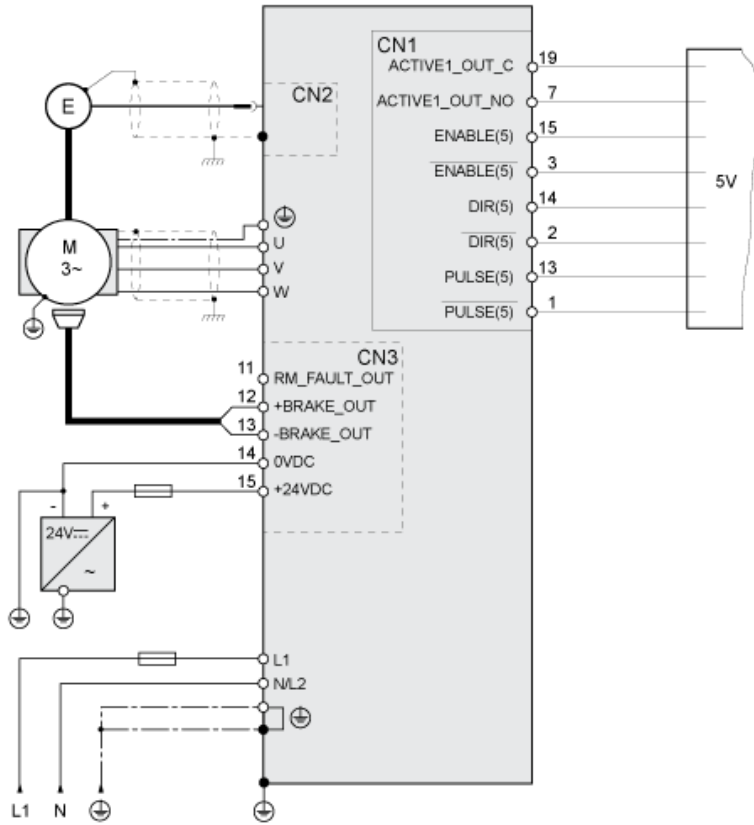 CN1
ACTIVE1_OUT_C 19
ACTIVE1_OUT_NO 7
ENABLE(5) 15
ENABLE(5) 3
DIR(5) 14
DIR(5) 2
PULSE(5) 13
PULSE(5) 1
5V
E
CN2
M
3~
U
V
W
CN3
11 RM_FAULT_OUT
12 +BRAKE_OUT
13 -BRAKE_OUT
14 0VDC
15 +24VDC
- +
24V
~
L1
N/L2
L1 N